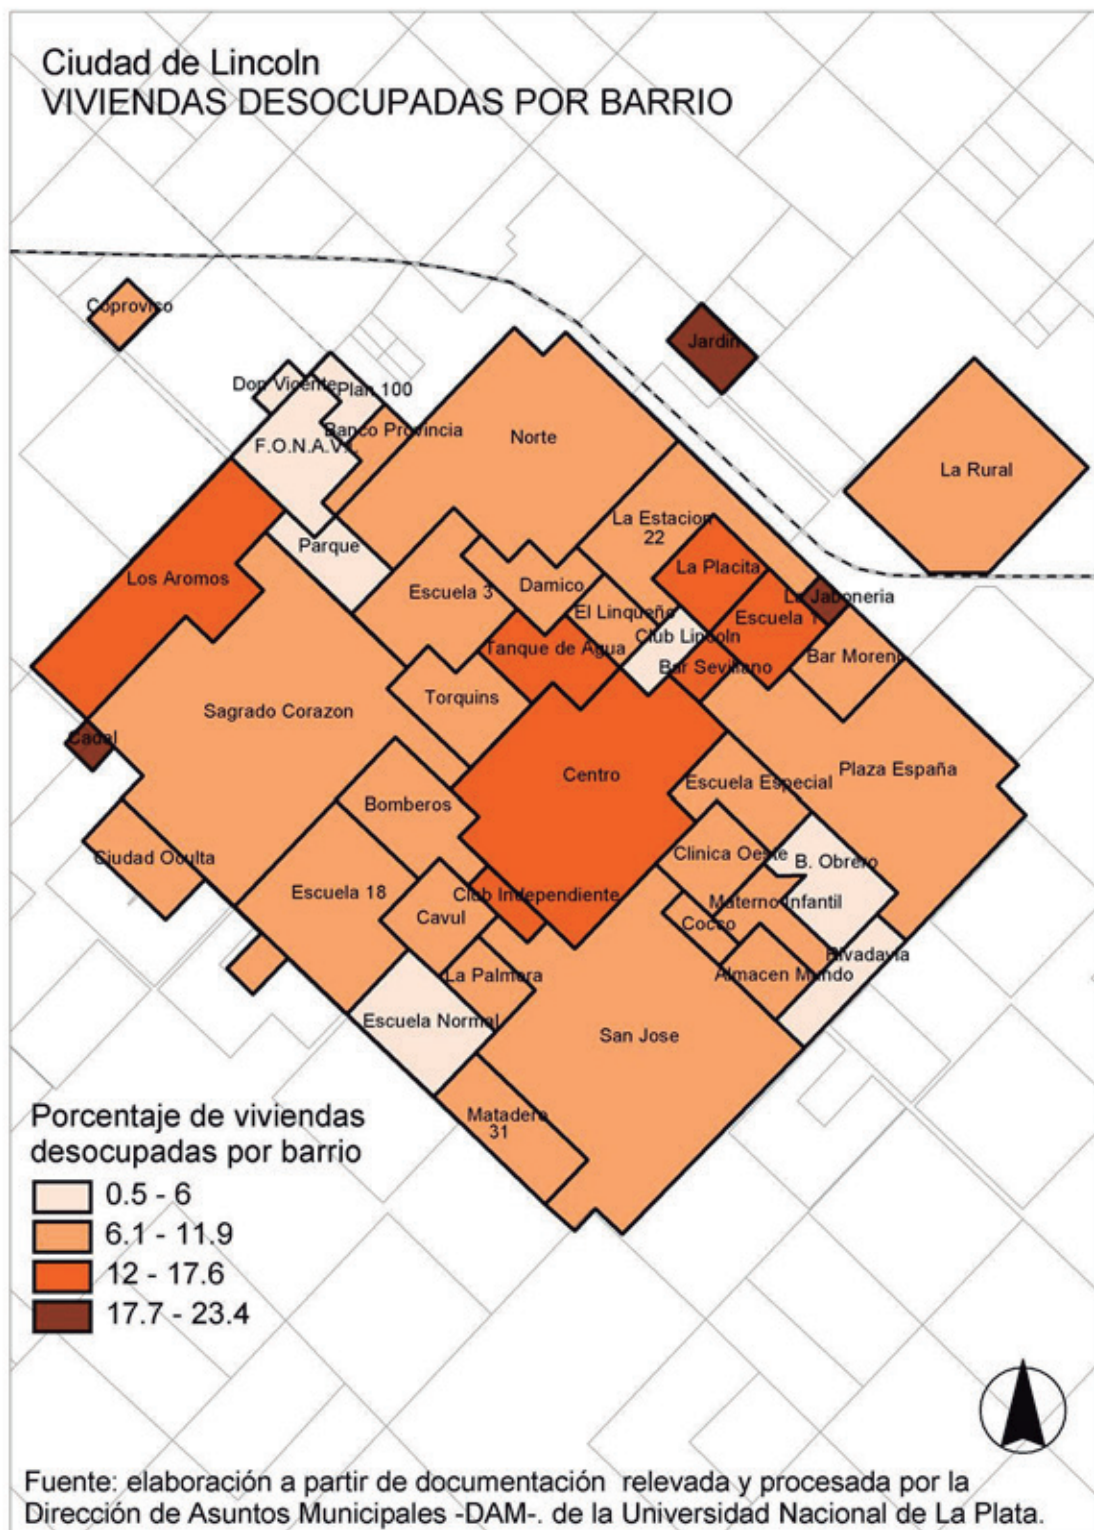 Ciudad de Lincoln
VIVIENDAS DESOCUPADAS POR BARRIO
Coproviso
Jardin
Don Vicente
Plan 100
Banco Provincia
F.O.N.A.V.I.
Norte
La Rural
La Estacion
22
Parque
Los Aromos
Escuela 3
Damico
La Placita
La Jaboneria
El Linqueño
Escuela 1
Club Lincoln
Tanque de Agua
Bar Sevillano
Bar Moreno
Torquins
Sagrado Corazon
Cadal
Centro
Plaza España
Escuela Especial
Bomberos
Clinica Oeste
B. Obrero
Ciudad Oculta
Escuela 18
Club Independiente
Cavul
Materno Infantil
Cocco
Rivadavia
La Palmera
Almacen Mundo
Escuela Normal
San Jose
Matadero
31
Porcentaje de viviendas
desocupadas por barrio
0.5 - 6
6.1 - 11.9
12 - 17.6
17.7 - 23.4
Fuente: elaboración a partir de documentación relevada y procesada por la
Dirección de Asuntos Municipales -DAM-. de la Universidad Nacional de La Plata.